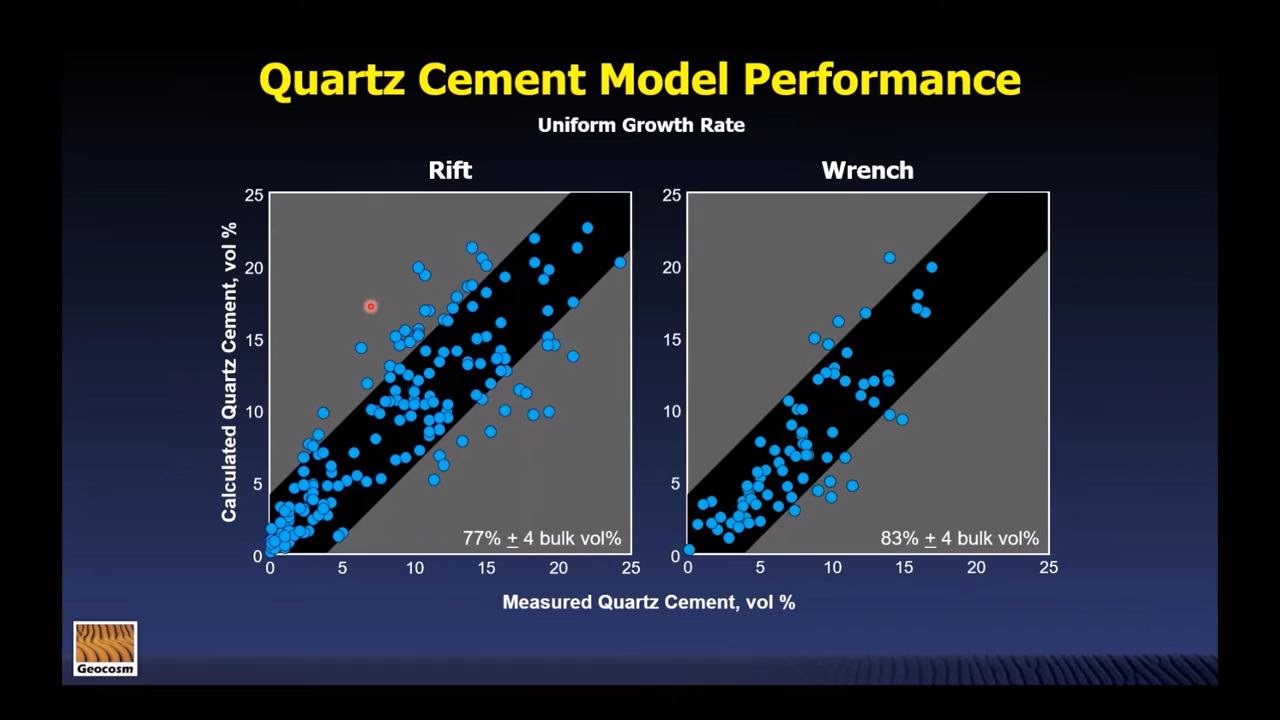 Quartz Cement Model Performance
Uniform Growth Rate
Rift
Wrench
Calculated Quartz Cement, vol %
25
20
15
10
5
0
0 5 10 15 20 25
77% ± 4 bulk vol%
25
20
15
10
5
0
0 5 10 15 20 25
83% ± 4 bulk vol%
Measured Quartz Cement, vol %
Geocosm